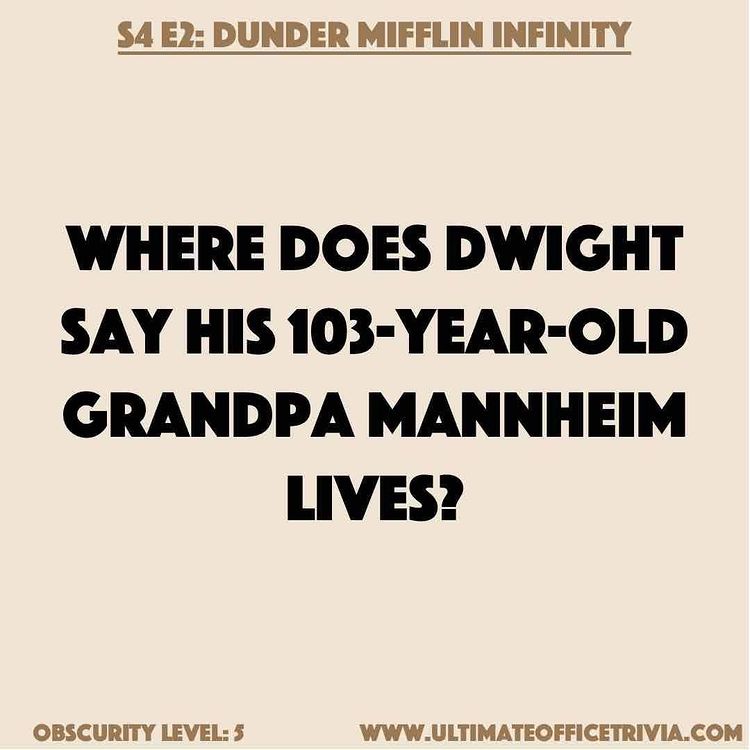 S4 E2: DUNDER MIFFLIN INFINITY
WHERE DOES DWIGHT
SAY HIS 103-YEAR-OLD
GRANDPA MANNHEIM
LIVES?
OBSCURITY LEVEL: 5 WWW.ULTIMATEOFFICETRIVIA.COM